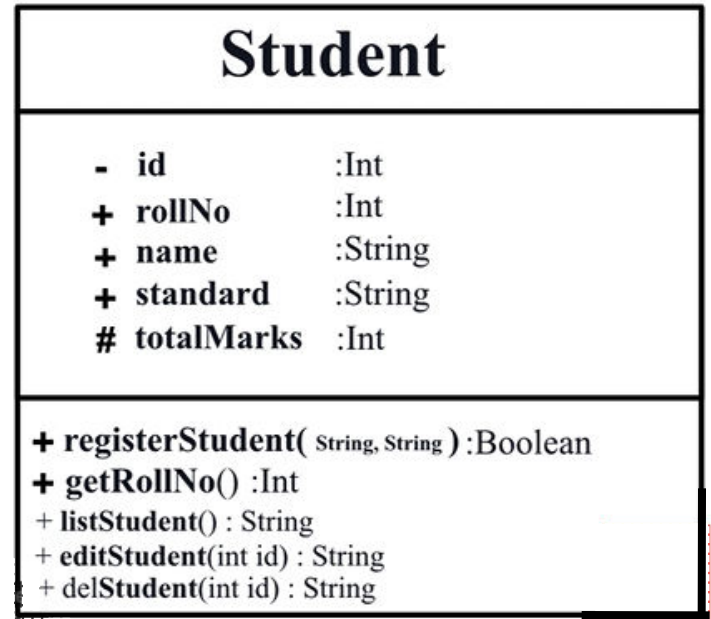 Student
- id :Int
+ rollNo :Int
+ name :String
+ standard :String
# totalMarks :Int
+ registerStudent( String, String ) :Boolean
+ getRollNo() :Int
+ listStudent() : String
+ editStudent(int id) : String
+ delStudent(int id) : String